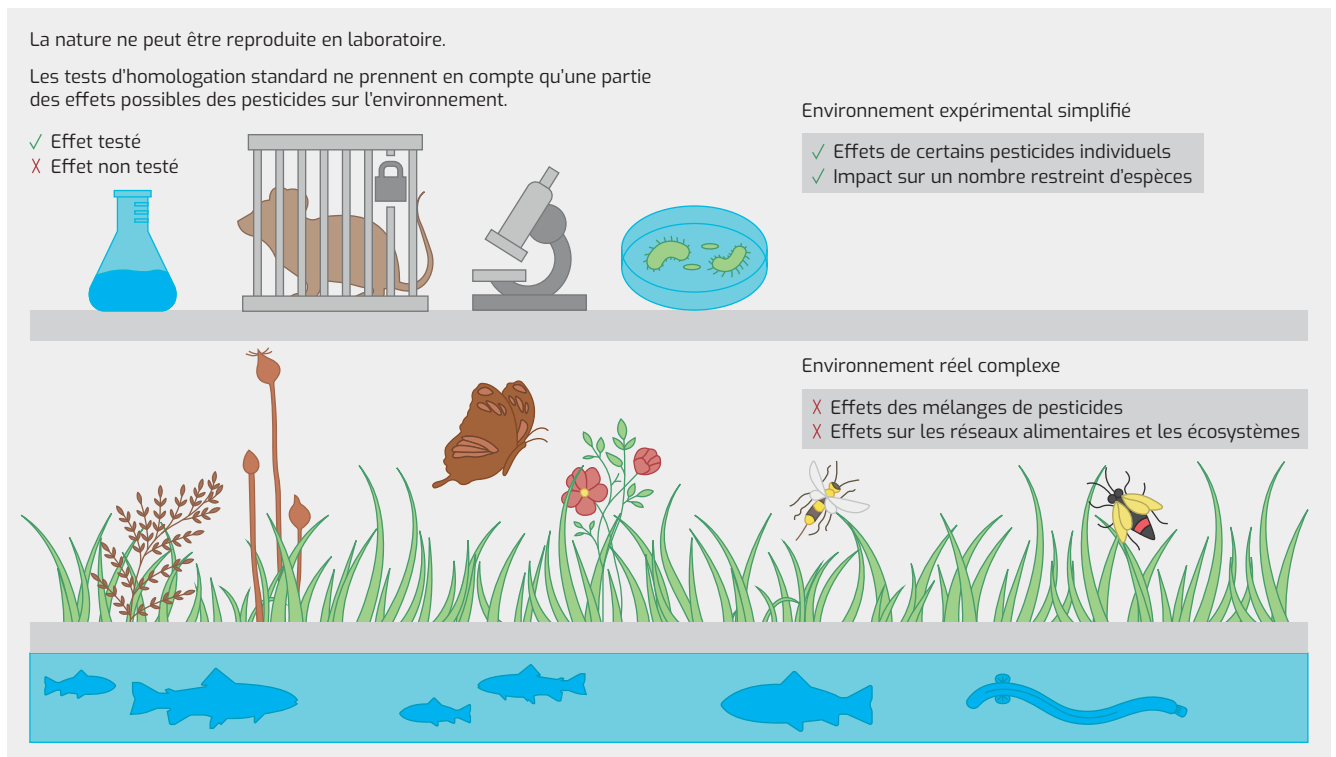 La nature ne peut être reproduite en laboratoire.
Les tests d'homologation standard ne prennent en compte qu'une partie
des effets possibles des pesticides sur l'environnement.
✓ Effet testé
X Effet non testé
Environnement expérimental simplifié
✓ Effets de certains pesticides individuels
✓ Impact sur un nombre restreint d'espèces
Environnement réel complexe
X Effets des mélanges de pesticides
X Effets sur les réseaux alimentaires et les écosystèmes